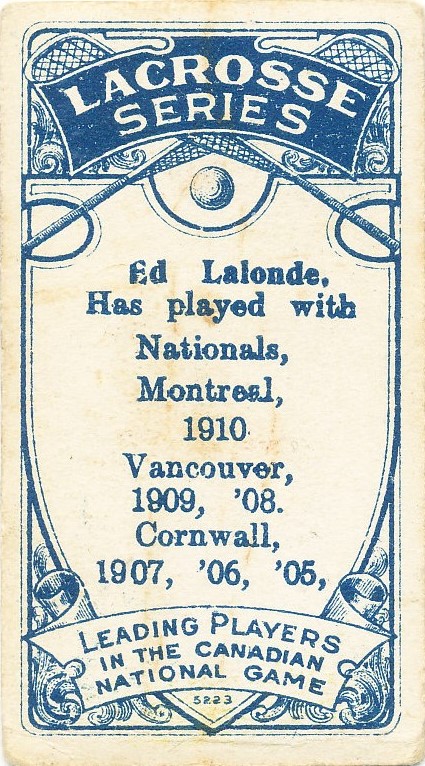 LACROSSE
SERIES
Ed Lalonde.
Has played with
Nationals,
Montreal,
1910
Vancouver,
1909, '08.
Cornwall,
1907, '06, '05,
LEADING PLAYERS
IN THE CANADIAN
NATIONAL GAME
5223